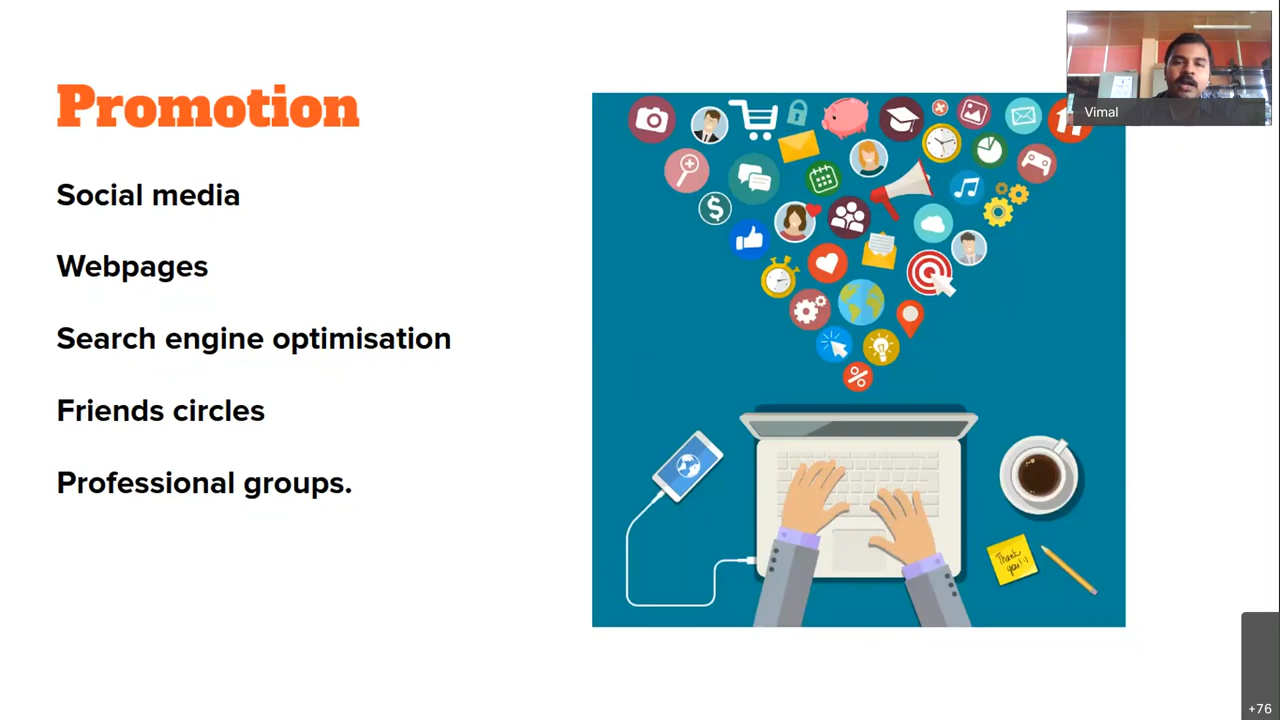 Promotion
Social media
Webpages
Search engine optimisation
Friends circles
Professional groups.
Vimal
$
%
Thank
you!
+76